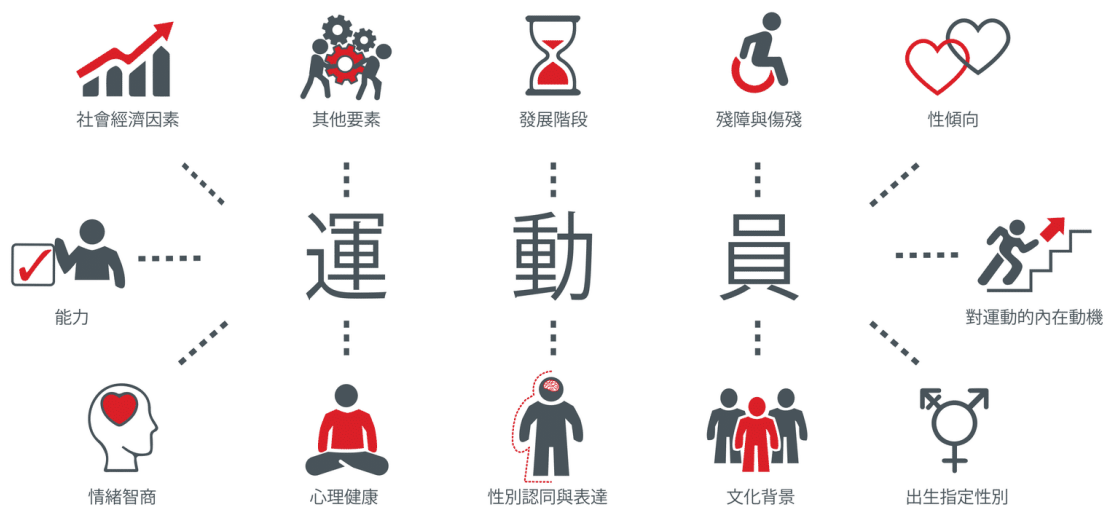 社會經濟因素
其他要素
發展階段
殘障與傷殘
性傾向
能力
運動員
對運動的內在動機
情緒智商
心理健康
性別認同與表達
文化背景
出生指定性別